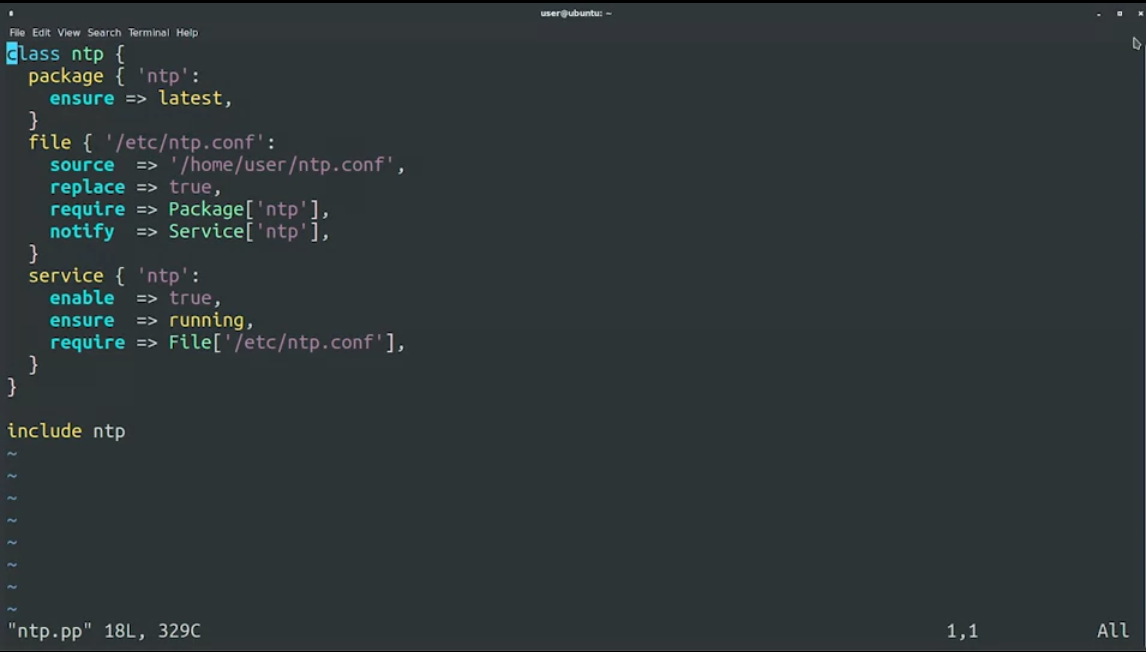 user@ubuntu: ~
File Edit View Search Terminal Help
class ntp {
  package { 'ntp':
    ensure => latest,
  }
  file { '/etc/ntp.conf':
    source  => '/home/user/ntp.conf',
    replace => true,
    require => Package['ntp'],
    notify  => Service['ntp'],
  }
  service { 'ntp':
    enable  => true,
    ensure  => running,
    require => File['/etc/ntp.conf'],
  }
}

include ntp
~
~
~
~
~
~
~
~
"ntp.pp" 18L, 329C 1,1 All